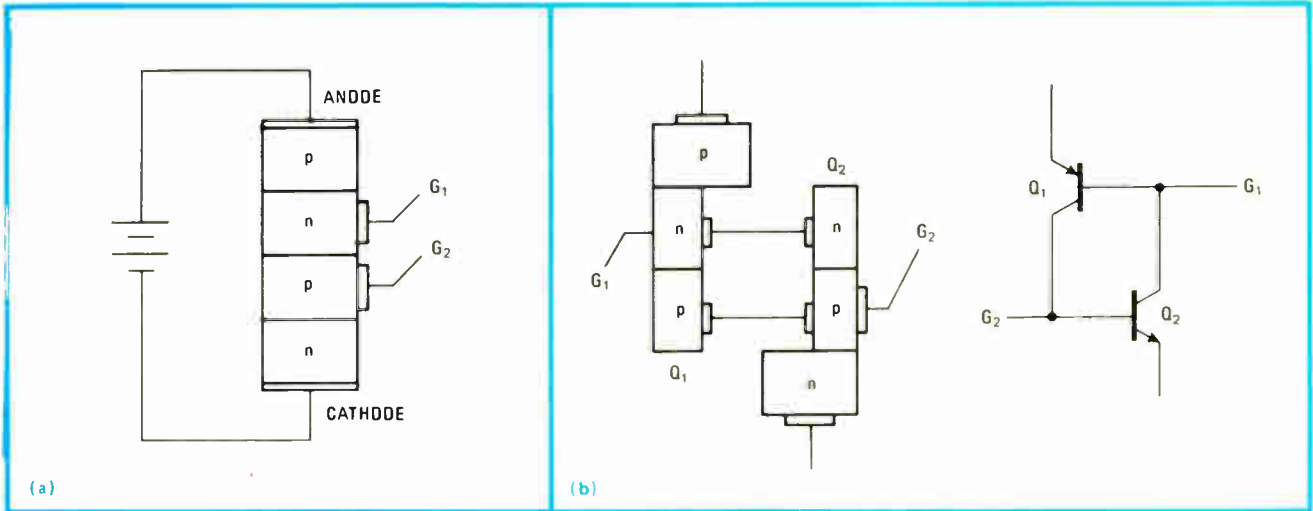 ANODE
p
n
p
n
G₁
G₂
CATHODE
(a)
p
n
p
G₁
Q₁
Q₂
n
p
n
G₂
Q₁
G₁
G₂
Q₂
(b)